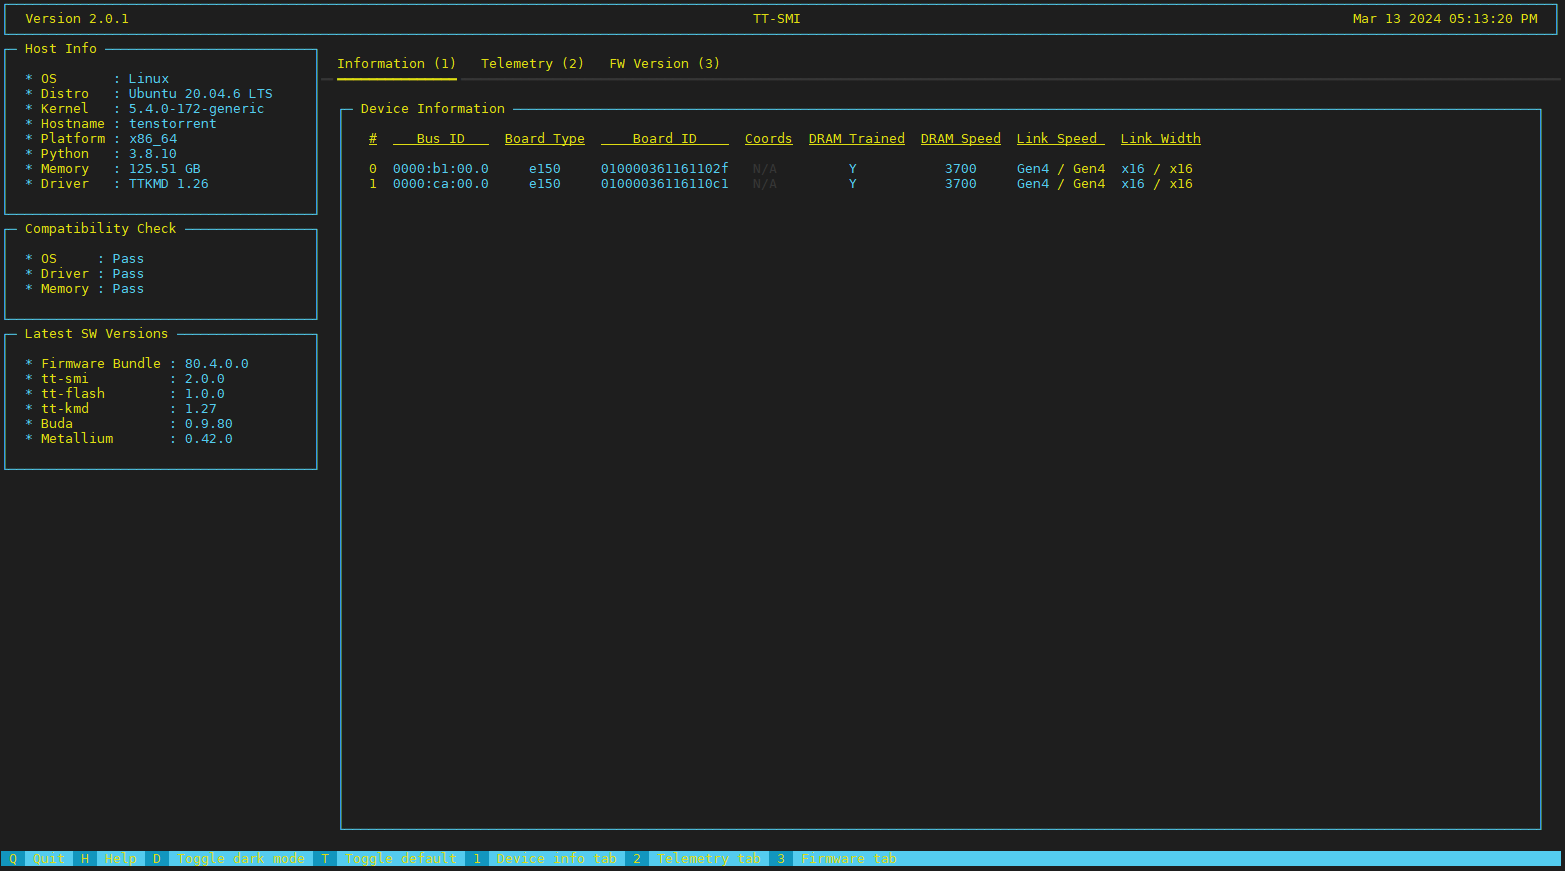 Version 2.0.1 TT-SMI Mar 13 2024 05:13:20 PM
Host Info
* OS : Linux
* Distro : Ubuntu 20.04.6 LTS
* Kernel : 5.4.0-172-generic
* Hostname : tenstorrent
* Platform : x86_64
* Python : 3.8.10
* Memory : 125.51 GB
* Driver : TTKMD 1.26
Compatibility Check
* OS : Pass
* Driver : Pass
* Memory : Pass
Latest SW Versions
* Firmware Bundle : 80.4.0.0
* tt-smi : 2.0.0
* tt-flash : 1.0.0
* tt-kmd : 1.27
* Buda : 0.9.80
* Metallium : 0.42.0
Information (1) Telemetry (2) FW Version (3)
Device Information
# Bus ID Board Type Board ID Coords DRAM Trained DRAM Speed Link Speed Link Width
0 0000:b1:00.0 e150 010000361161102f N/A Y 3700 Gen4 / Gen4 x16 / x16
1 0000:ca:00.0 e150 01000036116110c1 N/A Y 3700 Gen4 / Gen4 x16 / x16
Q Quit H Help D Toggle dark mode T Toggle default 1 Device info tab 2 Telemetry tab 3 Firmware tab